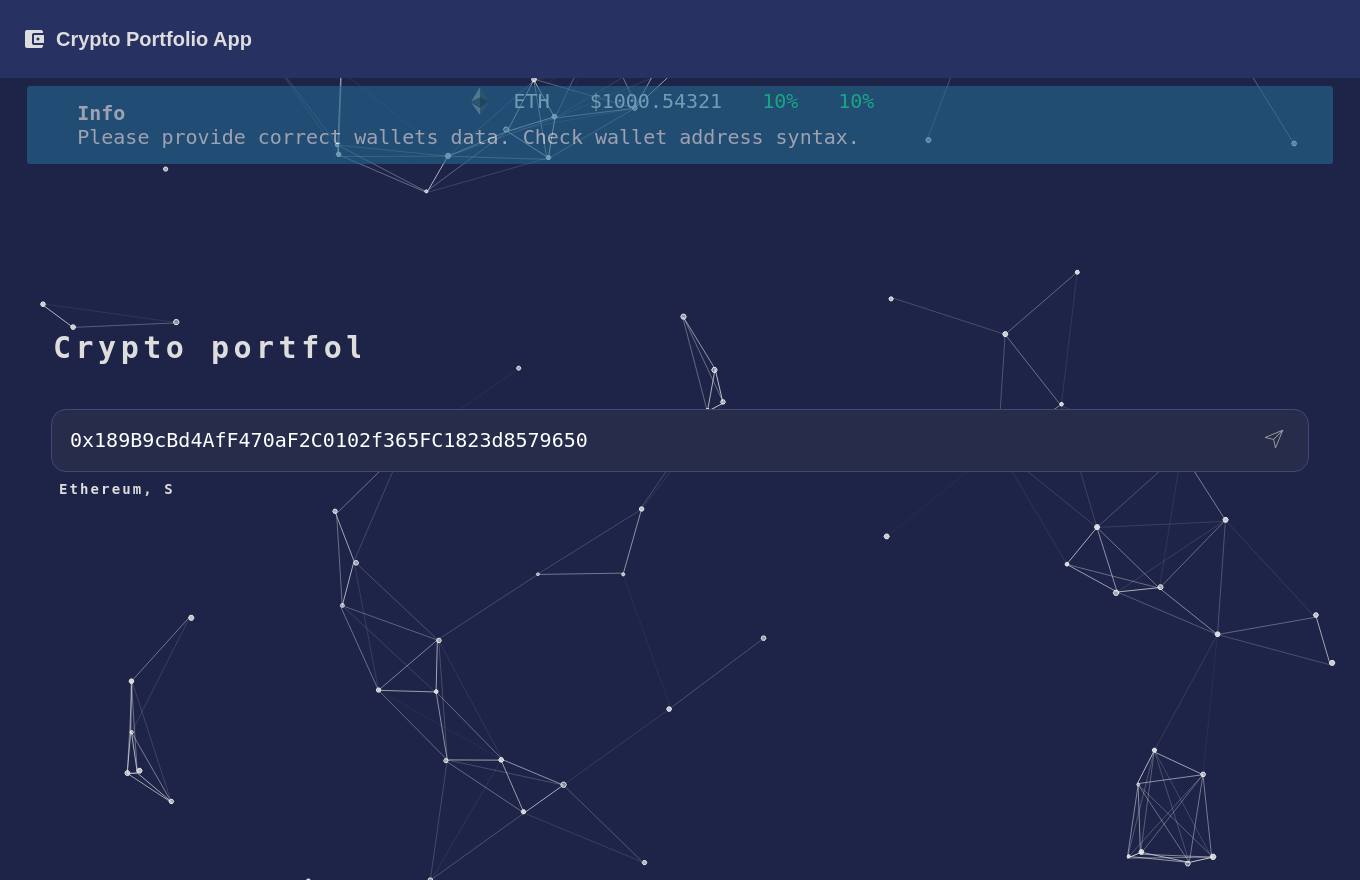 Crypto Portfolio App
ETH $1000.54321 10% 10%
Info
Please provide correct wallets data. Check wallet address syntax.
Crypto portfol
0x189B9cBd4AfF470aF2C0102f365FC1823d8579650
Ethereum, S